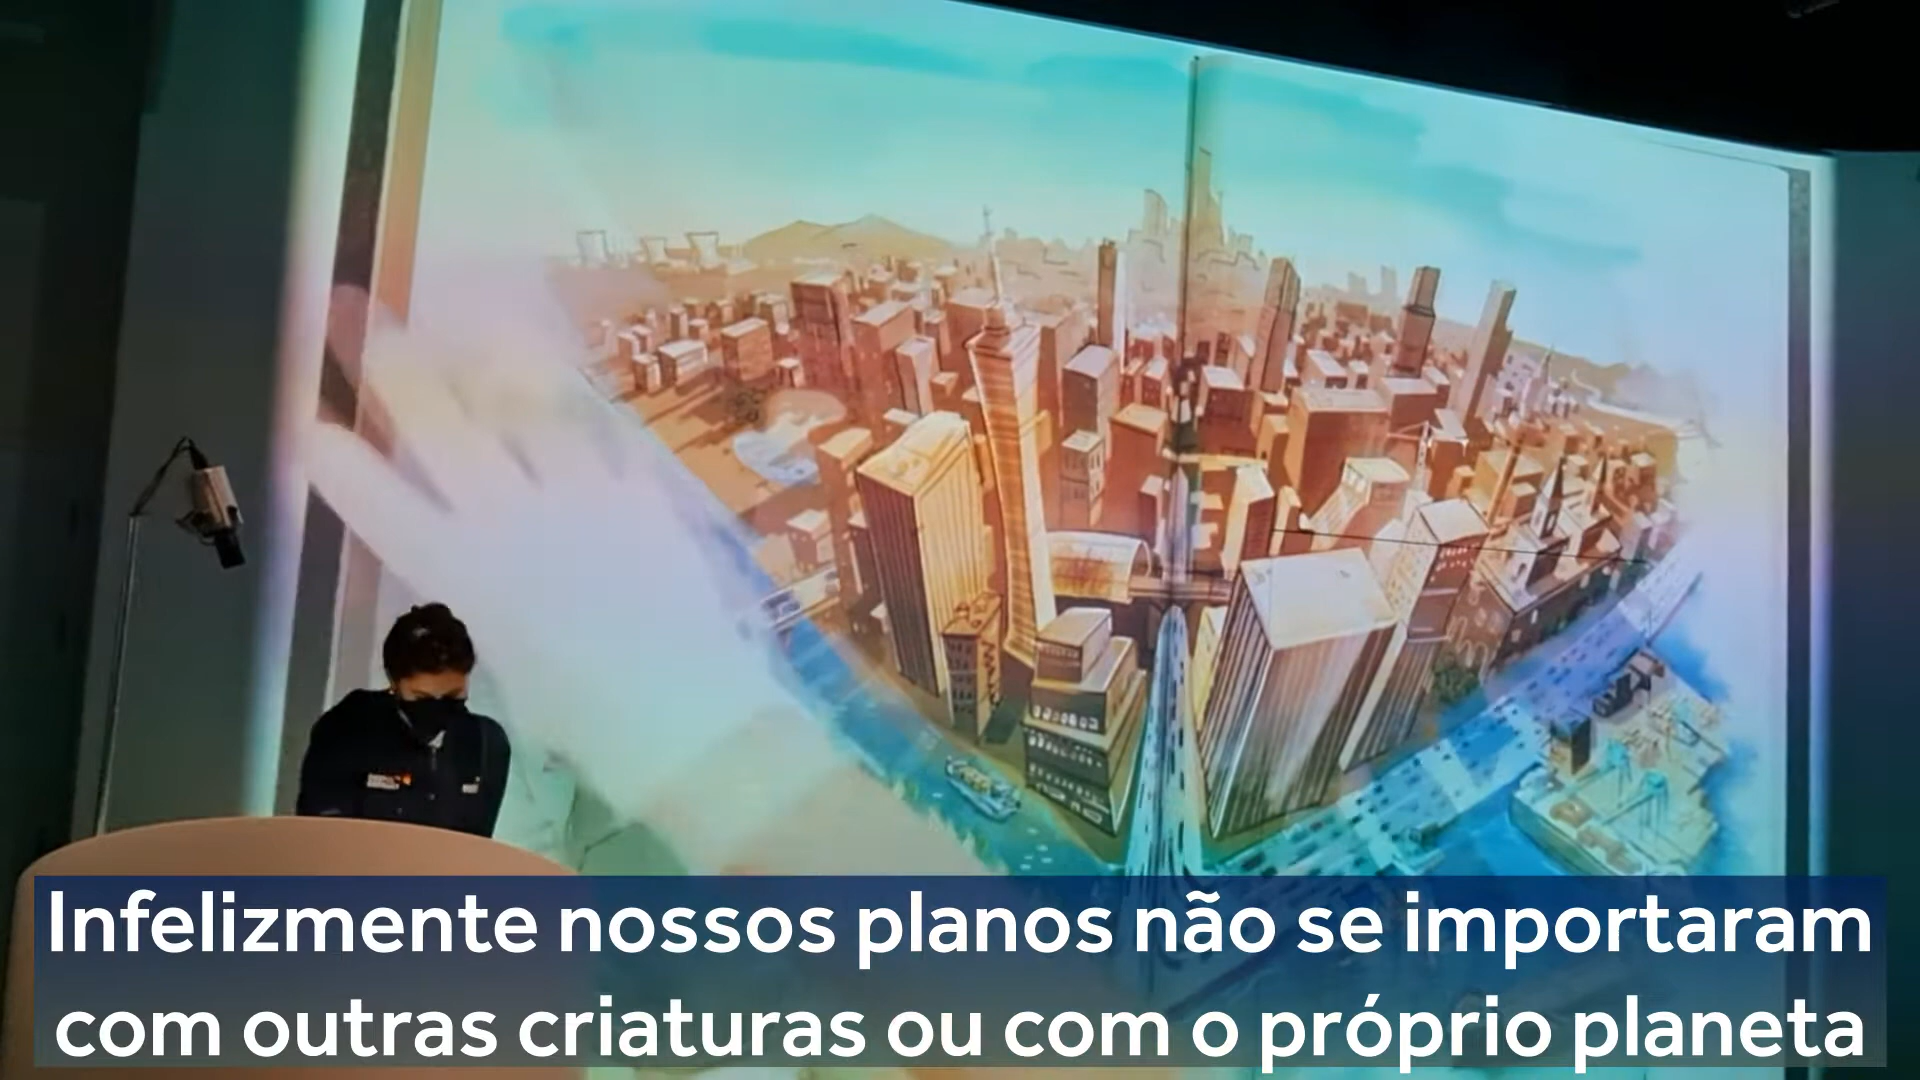 Infelizmente nossos planos não se importaram
com outras criaturas ou com o próprio planeta